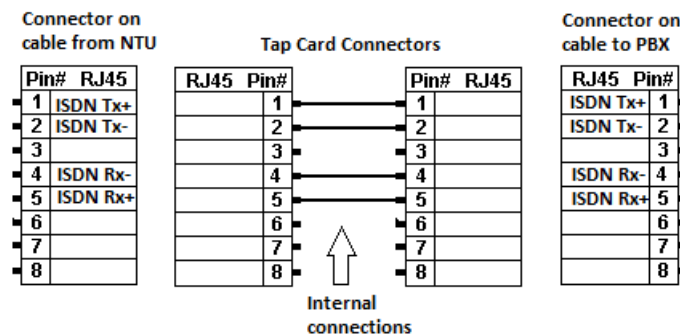 Connector on
cable from NTU
Tap Card Connectors
Connector on
cable to PBX
Pin# RJ45
1 ISDN Tx+
2 ISDN Tx-
3
4 ISDN Rx-
5 ISDN Rx+
6
7
8
RJ45 Pin#
1
2
3
4
5
6
7
8
Pin# RJ45
1
2
3
4
5
6
7
8
RJ45 Pin#
ISDN Tx+ 1
ISDN Tx- 2
3
ISDN Rx- 4
ISDN Rx+ 5
6
7
8
Internal
connections